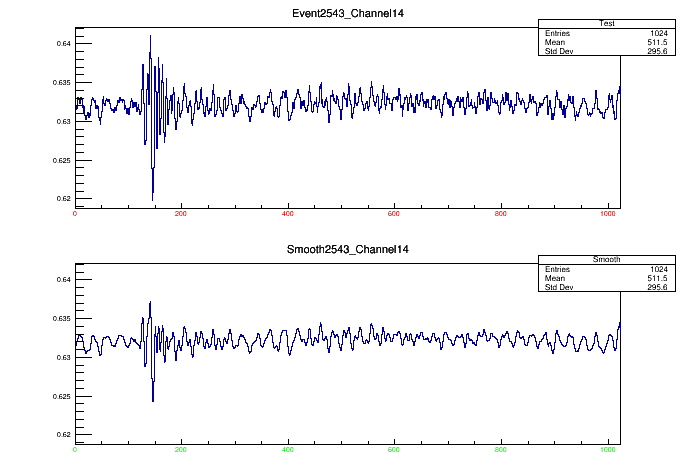 Event2543_Channel14
Test
Entries 1024
Mean 511.5
Std Dev 295.6
0.64
0.635
0.63
0.625
0.62
0 200 400 600 800 1000
Smooth2543_Channel14
Smooth
Entries 1024
Mean 511.5
Std Dev 295.6
0.64
0.635
0.63
0.625
0.62
0 200 400 600 800 1000